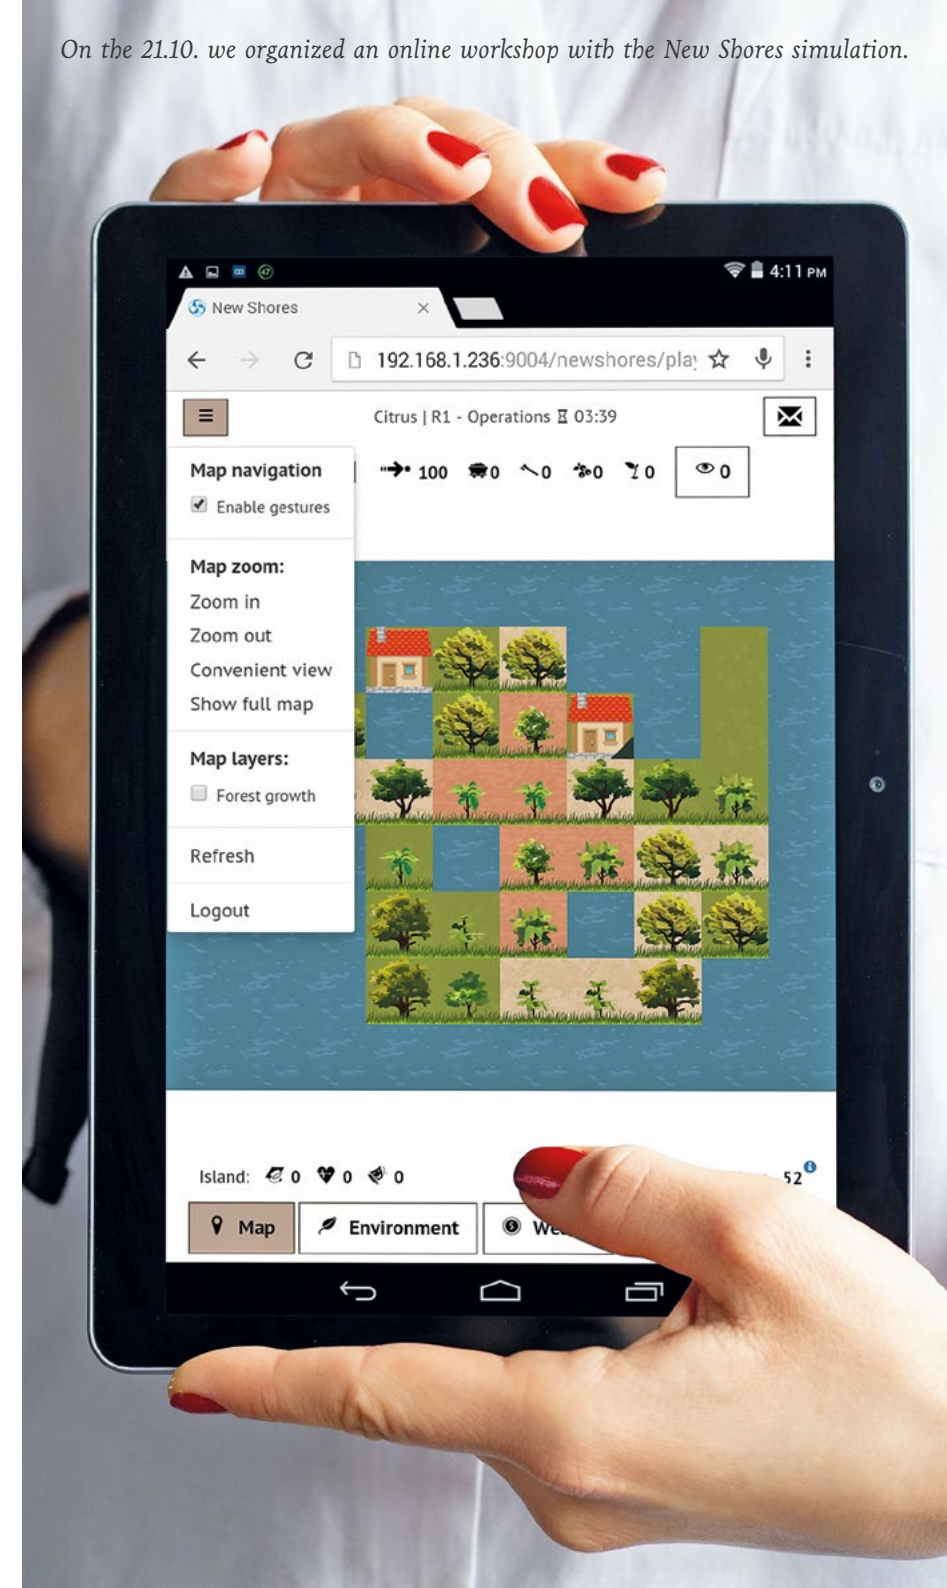 On the 21.10. we organized an online workshop with the New Shores simulation.
47
4:11 PM
New Shores
192.168.1.236:9004/newshores/play
Citrus | R1 - Operations 03:39
Map navigation
100 0 0 0 0 0
Enable gestures
Map zoom:
Zoom in
Zoom out
Convenient view
Show full map
Map layers:
Forest growth
Refresh
Logout
Island: 0 0 0 52
Map Environment